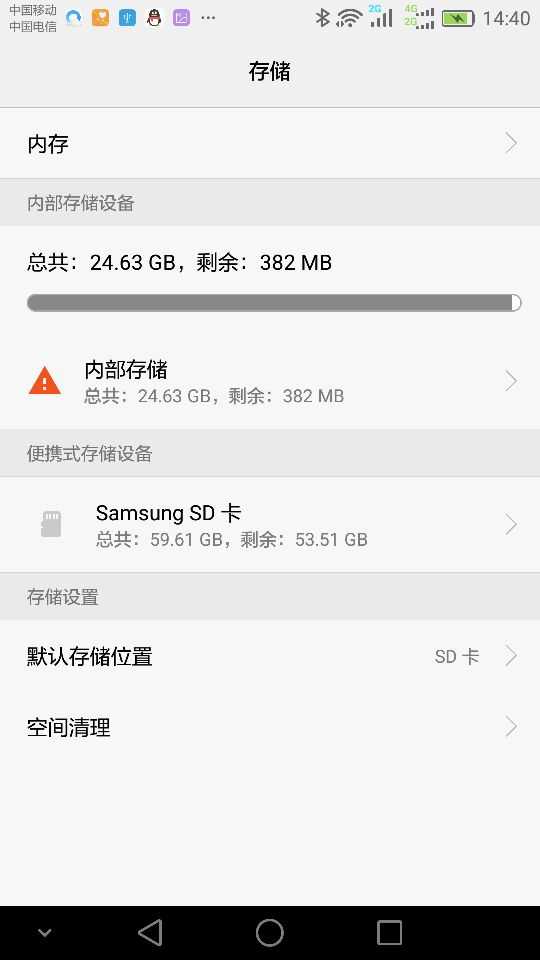 中国移动
中国电信
2G
4G
2G
14:40
存储
内存
内部存储设备
总共：24.63 GB，剩余：382 MB
内部存储
总共：24.63 GB，剩余：382 MB
便携式存储设备
Samsung SD 卡
总共：59.61 GB，剩余：53.51 GB
存储设置
默认存储位置 SD 卡
空间清理